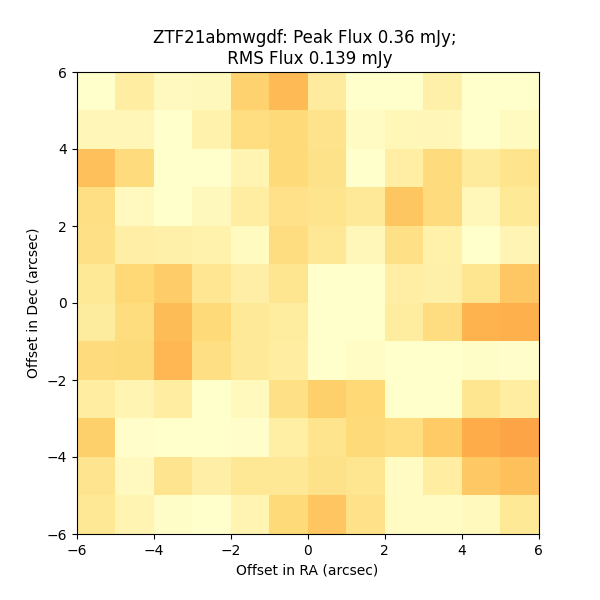 ZTF21abmwgdf: Peak Flux 0.36 mJy;
RMS Flux 0.139 mJy
6
4
2
0
−2
−4
−6
Offset in Dec (arcsec)
−6 −4 −2 0 2 4 6
Offset in RA (arcsec)